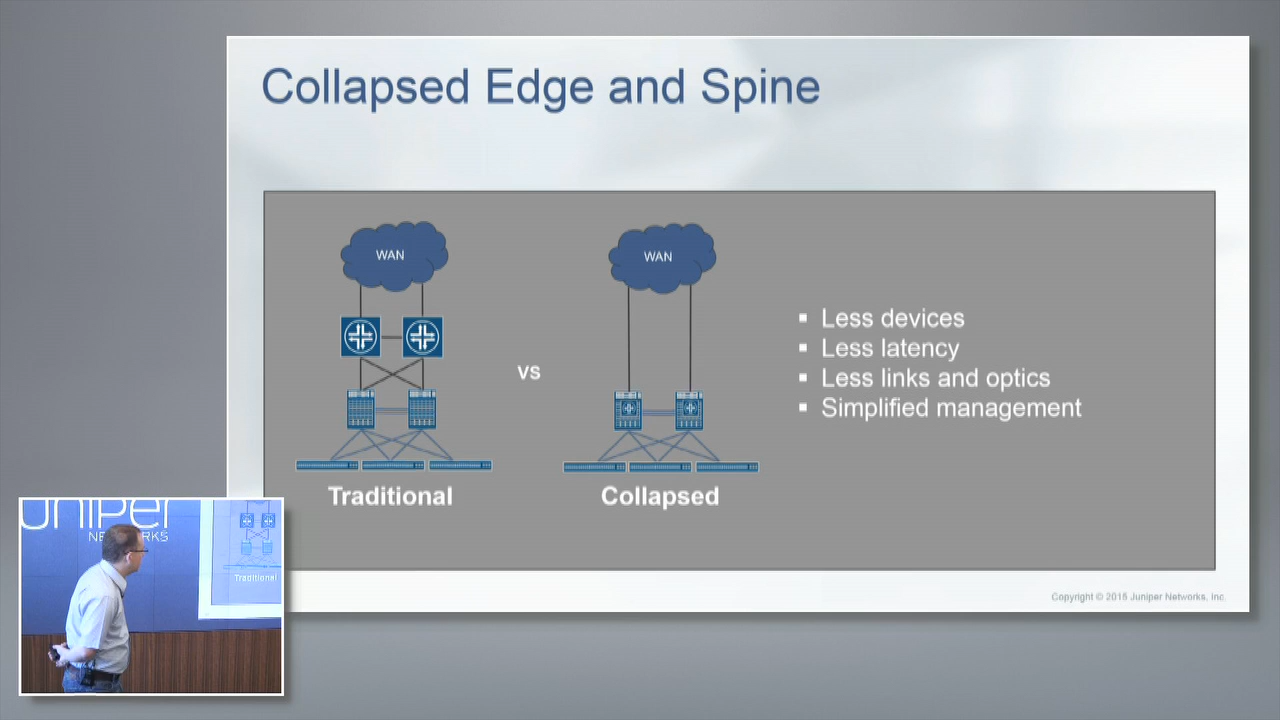 Collapsed Edge and Spine
WAN
WAN
vs
Less devices
Less latency
Less links and optics
Simplified management
Traditional
Collapsed
Copyright © 2015 Juniper Networks, Inc.
Juniper
NETWORKS
Traditional